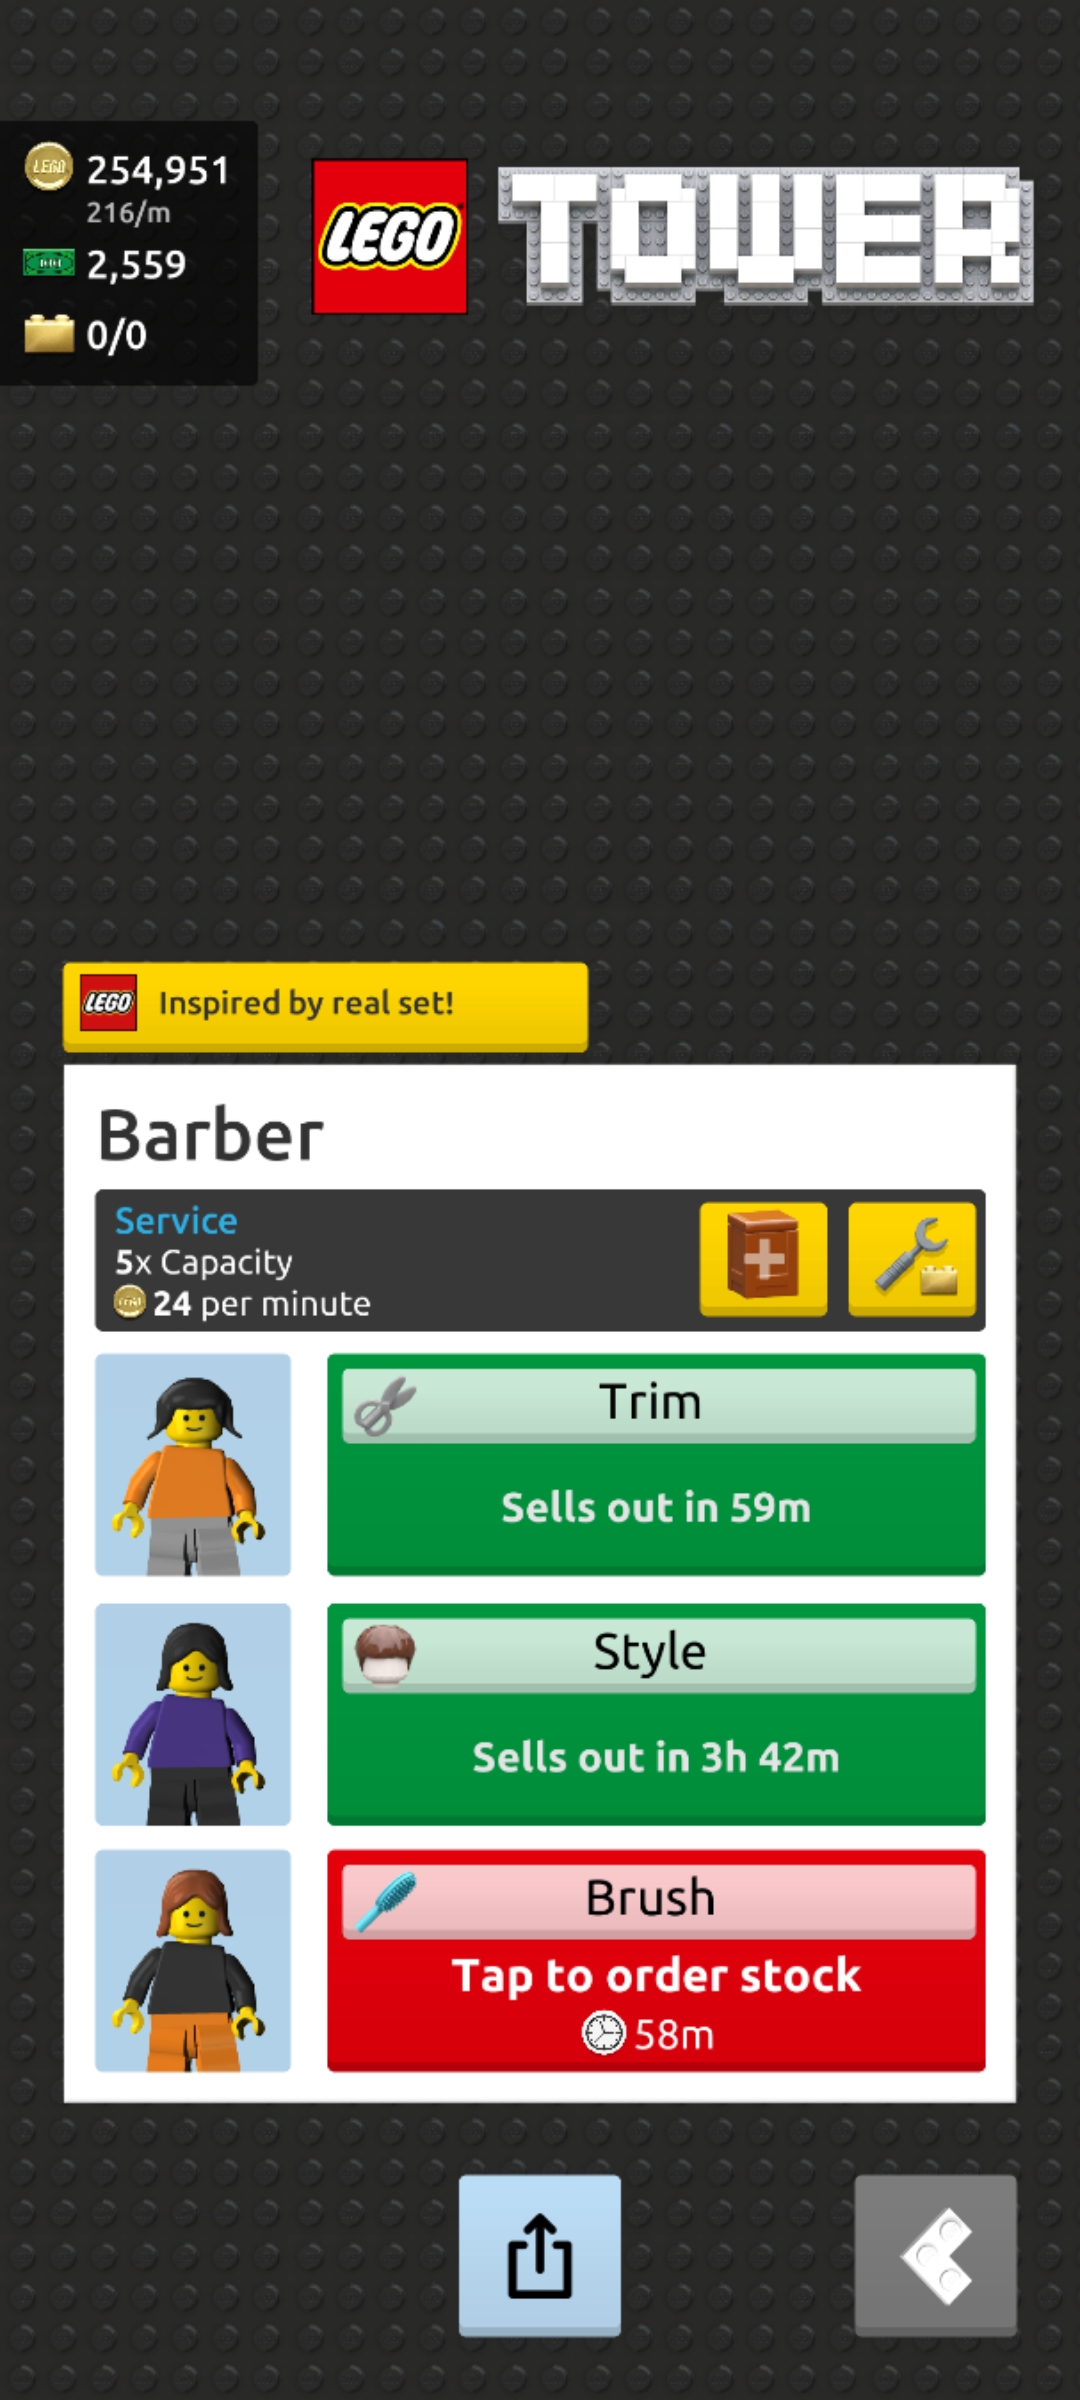 LEGO
254,951
216/m
2,559
0/0
LEGO TOWER
LEGO Inspired by real set!
Barber
Service
5x Capacity
24 per minute
Trim
Sells out in 59m
Style
Sells out in 3h 42m
Brush
Tap to order stock
58m